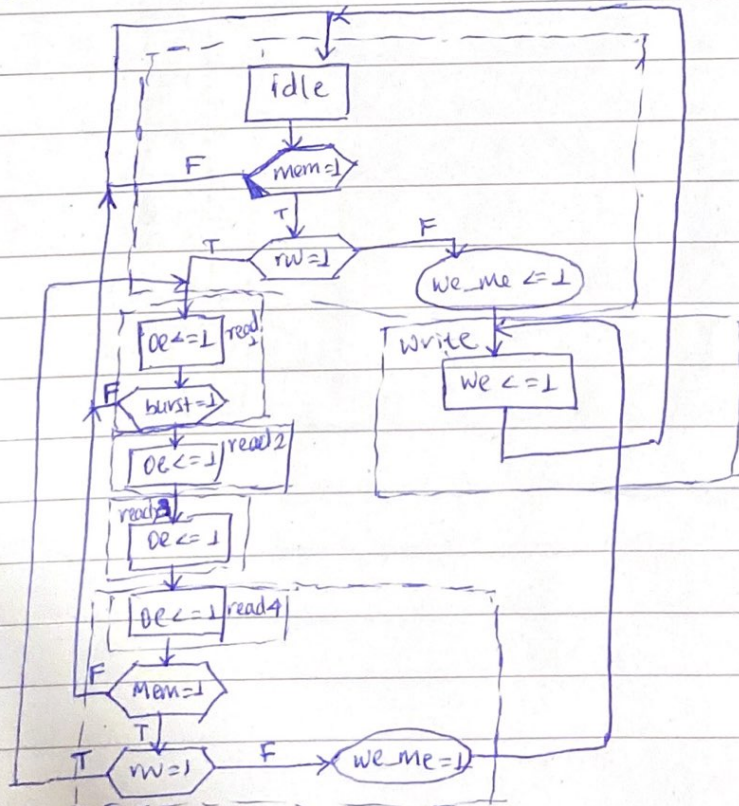 idle
F
mem=1
T
T
rw=1
F
we_me <=1
oe<=1
read1
write
F
burst=1
we <=1
oe<=1
read2
read3
oe<=1
oe<=1
read4
F
Mem=1
T
T
rw=1
F
we_me=1